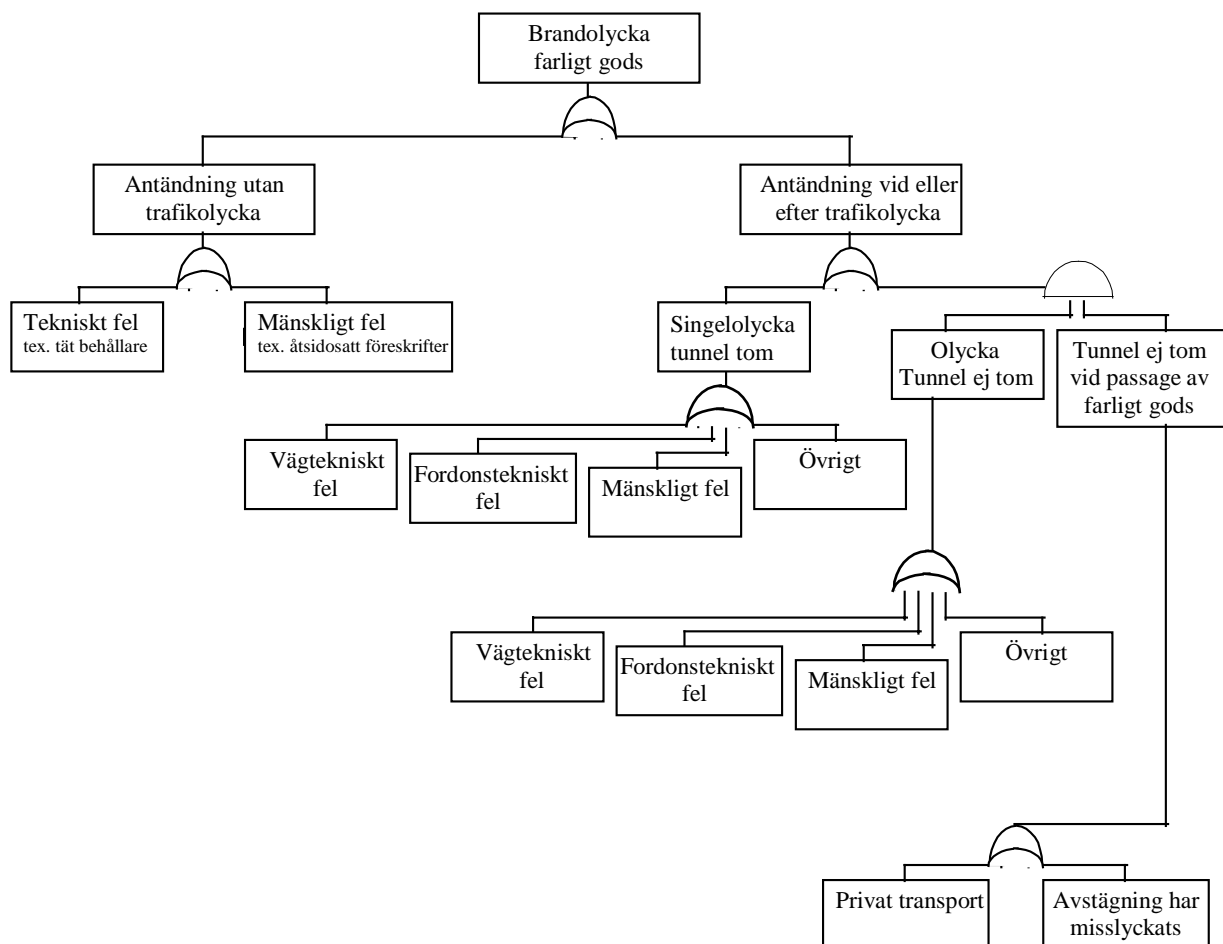 Brandolycka
farligt gods
Antändning utan
trafikolycka
Antändning vid eller
efter trafikolycka
Tekniskt fel
tex. tät behållare
Mänskligt fel
tex. åtsidosatt föreskrifter
Singelolycka
tunnel tom
Olycka
Tunnel ej tom
Tunnel ej tom
vid passage av
farligt gods
Vägtekniskt
fel
Fordonstekniskt
fel
Mänskligt fel
Övrigt
Vägtekniskt
fel
Fordonstekniskt
fel
Mänskligt fel
Övrigt
Privat transport
Avstägning har
misslyckats